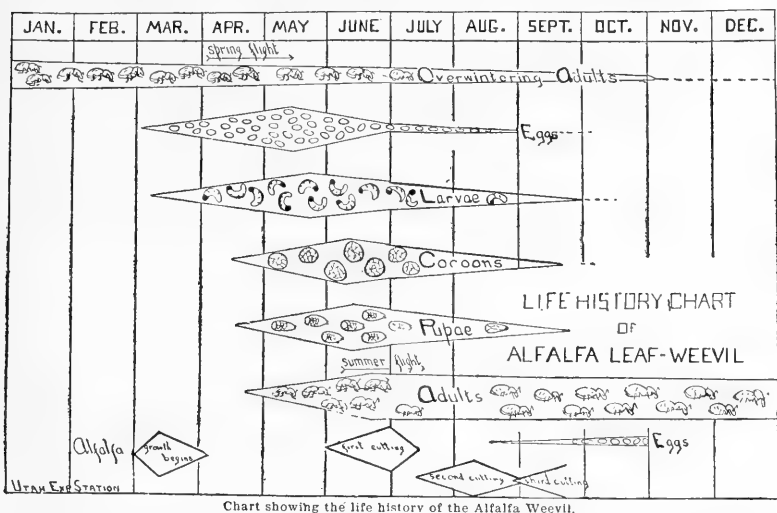 JAN. FEB. MAR. APR. MAY JUNE JULY AUG. SEPT. OCT. NOV. DEC.
spring flight
Overwintering Adults
Eggs
Larvae
Cocoons
LIFE HISTORY CHART
OF
ALFALFA LEAF-WEEVIL
Pupae
summer flight
Adults
Alfalfa
growth
begins
first cutting
Eggs
second cutting
third cutting
UTAH EXP STATION
Chart showing the life history of the Alfalfa Weevil.